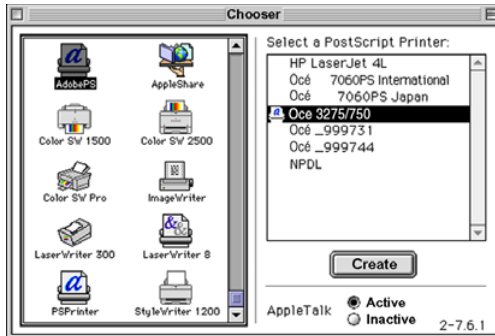 Chooser
AdobePS
AppleShare
Color SW 1500
Color SW 2500
Color SW Pro
ImageWriter
LaserWriter 300
LaserWriter 8
PSPrinter
StyleWriter 1200
Select a PostScript Printer:
HP LaserJet 4L
Océ 7060PS International
Océ 7060PS Japan
Oce 3275/750
Oce _999731
Oce _999744
NPDL
Create
AppleTalk
Active
Inactive
2-7.6.1